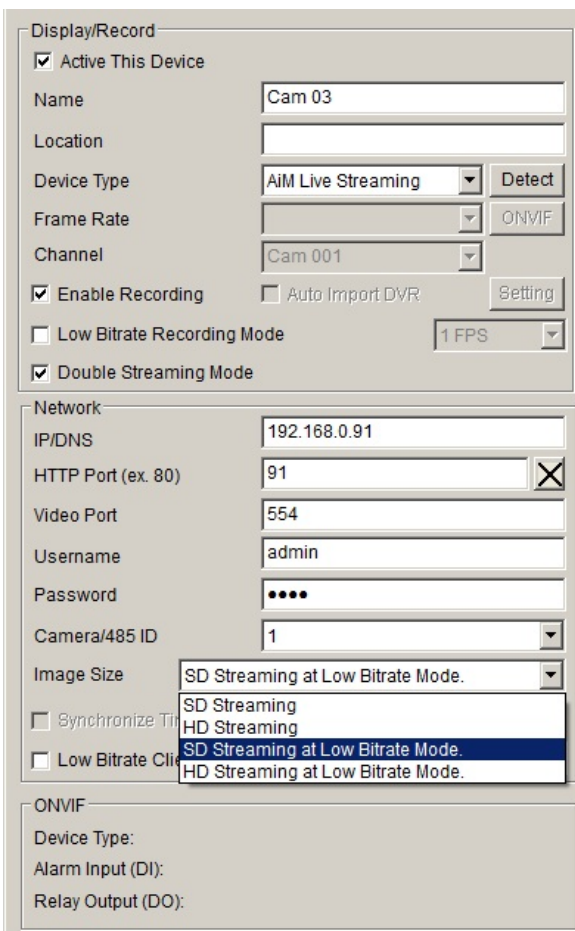 Display/Record
Active This Device
Name Cam 03
Location
Device Type AiM Live Streaming Detect
Frame Rate ONVIF
Channel Cam 001
Enable Recording Auto Import DVR Setting
Low Bitrate Recording Mode 1 FPS
Double Streaming Mode
Network
IP/DNS 192.168.0.91
HTTP Port (ex. 80) 91
Video Port 554
Username admin
Password ●●●●
Camera/485 ID 1
Image Size SD Streaming at Low Bitrate Mode.
SD Streaming
Synchronize Ti HD Streaming
SD Streaming at Low Bitrate Mode.
Low Bitrate Clie HD Streaming at Low Bitrate Mode.
ONVIF
Device Type:
Alarm Input (DI):
Relay Output (DO):